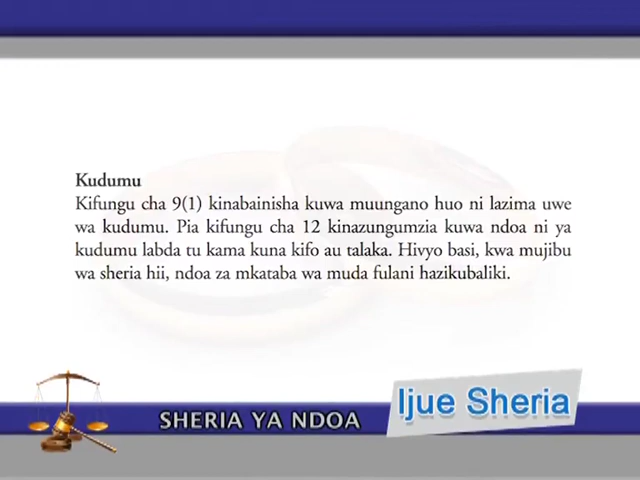 Kudumu
Kifungu cha 9(1) kinabainisha kuwa muungano huo ni lazima uwe
wa kudumu. Pia kifungu cha 12 kinazungumzia kuwa ndoa ni ya
kudumu labda tu kama kuna kifo au talaka. Hivyo basi, kwa mujibu
wa sheria hii, ndoa za mkataba wa muda fulani hazikubaliki.
SHERIA YA NDOA
Ijue Sheria